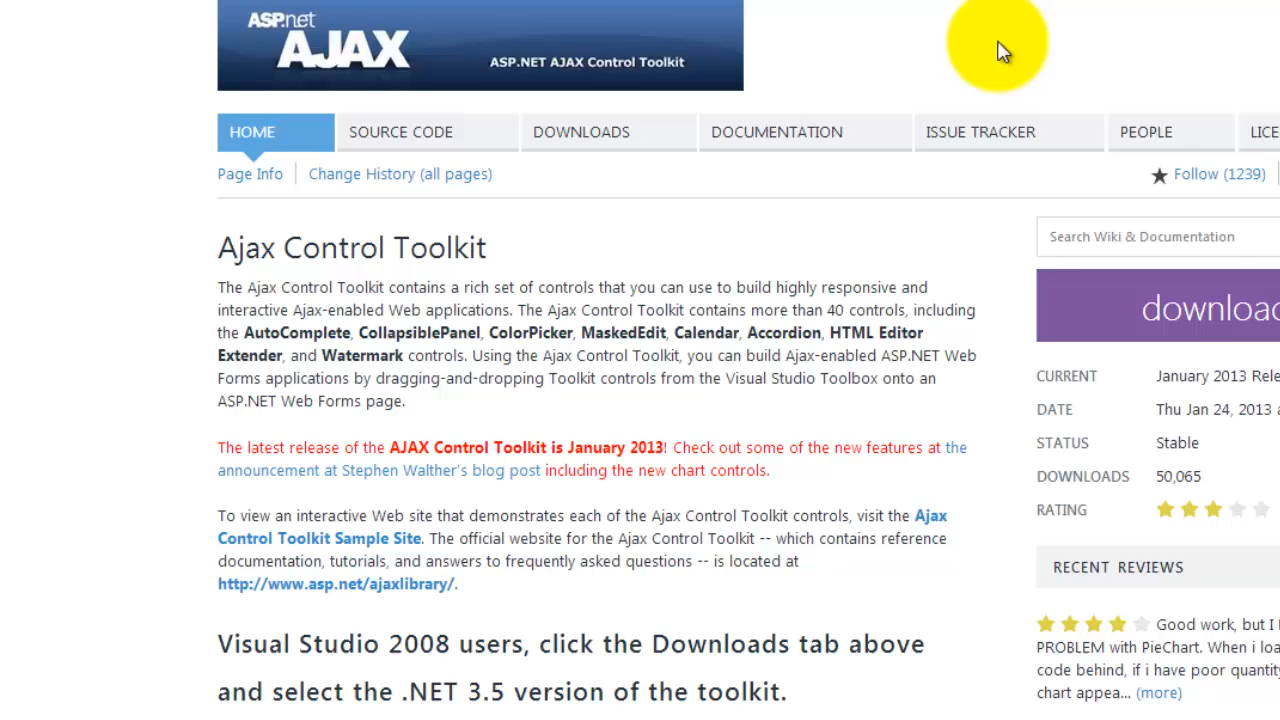 ASP.net
AJAX
ASP.NET AJAX Control Toolkit
HOME
SOURCE CODE
DOWNLOADS
DOCUMENTATION
ISSUE TRACKER
PEOPLE
LICE
Page Info
Change History (all pages)
Follow (1239)
Ajax Control Toolkit
The Ajax Control Toolkit contains a rich set of controls that you can use to build highly responsive and
interactive Ajax-enabled Web applications. The Ajax Control Toolkit contains more than 40 controls, including
the AutoComplete, CollapsiblePanel, ColorPicker, MaskedEdit, Calendar, Accordion, HTML Editor
Extender, and Watermark controls. Using the Ajax Control Toolkit, you can build Ajax-enabled ASP.NET Web
Forms applications by dragging-and-dropping Toolkit controls from the Visual Studio Toolbox onto an
ASP.NET Web Forms page.
The latest release of the AJAX Control Toolkit is January 2013! Check out some of the new features at the
announcement at Stephen Walther's blog post including the new chart controls.
To view an interactive Web site that demonstrates each of the Ajax Control Toolkit controls, visit the Ajax
Control Toolkit Sample Site. The official website for the Ajax Control Toolkit -- which contains reference
documentation, tutorials, and answers to frequently asked questions -- is located at
http://www.asp.net/ajaxlibrary/.
Visual Studio 2008 users, click the Downloads tab above
and select the .NET 3.5 version of the toolkit.
Search Wiki & Documentation
download
CURRENT January 2013 Rele
DATE Thu Jan 24, 2013 a
STATUS Stable
DOWNLOADS 50,065
RATING
RECENT REVIEWS
Good work, but I
PROBLEM with PieChart. When i loa
code behind, if i have poor quantity
chart appea... (more)